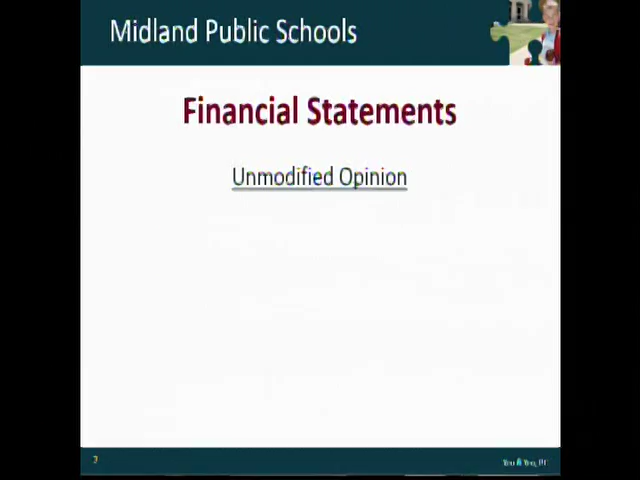 Midland Public Schools
Financial Statements
Unmodified Opinion